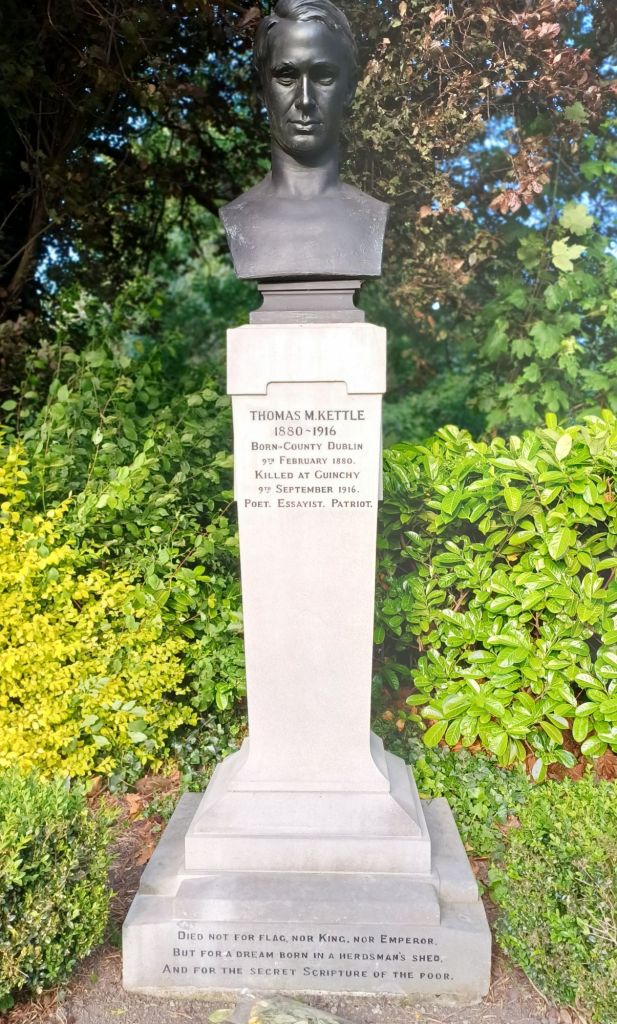 THOMAS M. KETTLE
1880~1916
BORN-COUNTY DUBLIN
9TH FEBRUARY 1880.
KILLED AT GUINCHY
9TH SEPTEMBER 1916.
POET. ESSAYIST. PATRIOT.
DIED NOT FOR FLAG, NOR KING, NOR EMPEROR,
BUT FOR A DREAM BORN IN A HERDSMAN'S SHED,
AND FOR THE SECRET SCRIPTURE OF THE POOR.